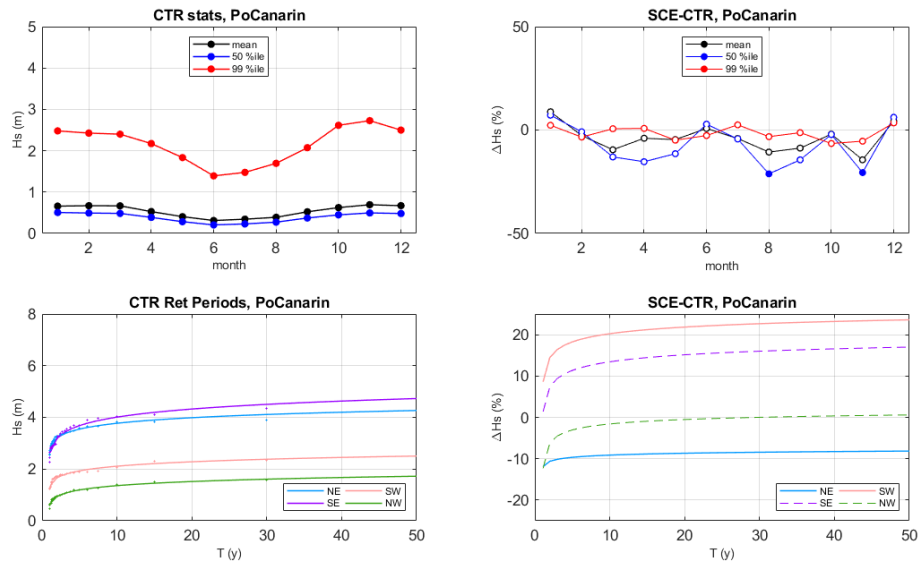 CTR stats, PoCanarin
5
4
3
2
1
0
Hs (m)
mean
50 %ile
99 %ile
2 4 6 8 10 12
month
SCE-CTR, PoCanarin
50
0
-50
ΔHs (%)
mean
50 %ile
99 %ile
2 4 6 8 10 12
month
CTR Ret Periods, PoCanarin
8
6
4
2
0
Hs (m)
NE SW
SE NW
0 10 20 30 40 50
T (y)
SCE-CTR, PoCanarin
20
10
0
-10
-20
ΔHs (%)
NE SW
SE NW
0 10 20 30 40 50
T (y)